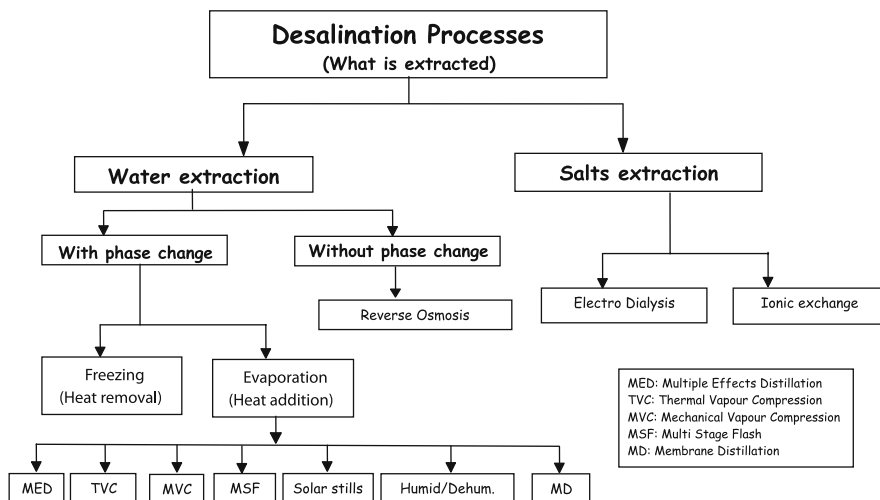 Desalination Processes
(What is extracted)
Water extraction
Salts extraction
With phase change
Without phase change
Reverse Osmosis
Electro Dialysis
Ionic exchange
Freezing
(Heat removal)
Evaporation
(Heat addition)
MED: Multiple Effects Distillation
TVC: Thermal Vapour Compression
MVC: Mechanical Vapour Compression
MSF: Multi Stage Flash
MD: Membrane Distillation
MED
TVC
MVC
MSF
Solar stills
Humid/Dehum.
MD